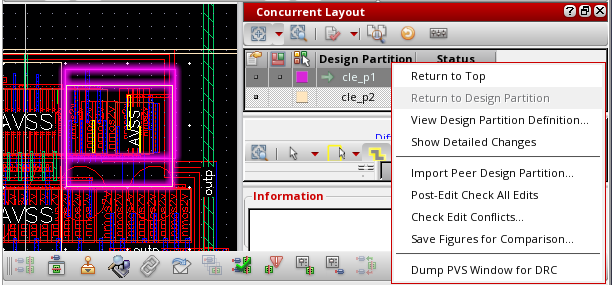 Concurrent Layout
Design Partition Status
cle_p1
cle_p2
Return to Top
Return to Design Partition
View Design Partition Definition...
Show Detailed Changes
Import Peer Design Partition...
Post-Edit Check All Edits
Check Edit Conflicts...
Save Figures for Comparison...
Dump PVS Window for DRC
Information
AVSS
AVSS
AVSS
outp
outp